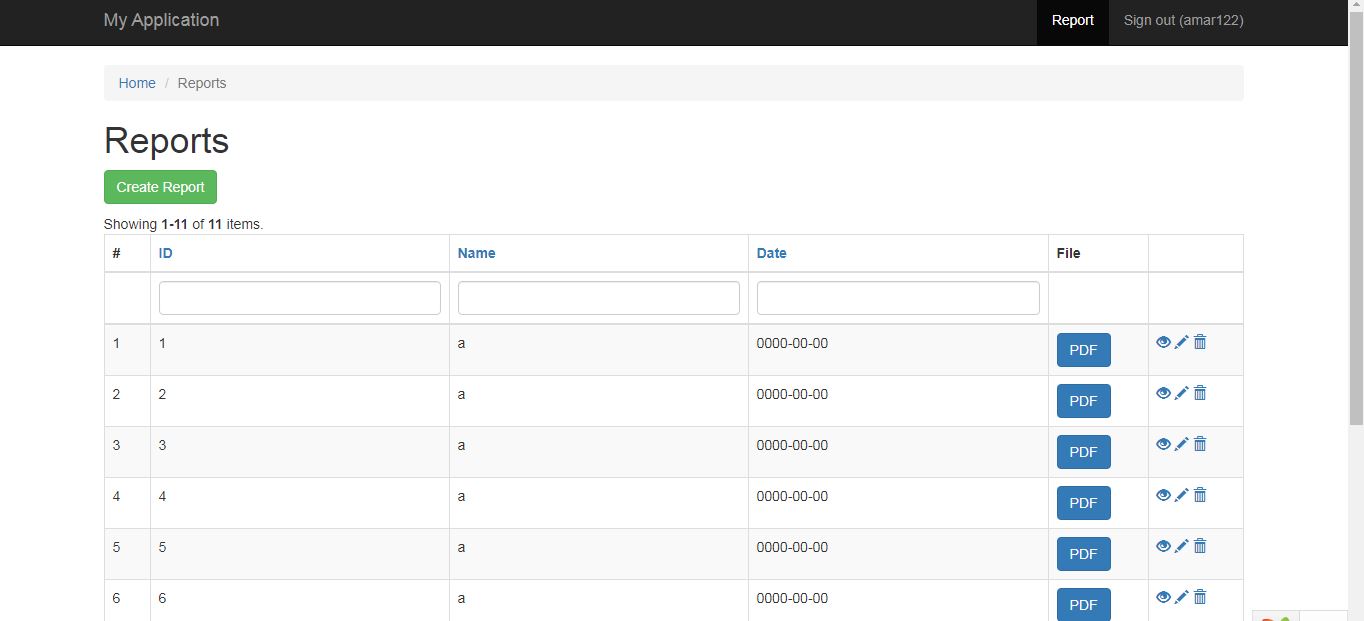 My Application Report Sign out (amar122)
Home / Reports
Reports
Create Report
Showing 1-11 of 11 items.
# ID Name Date File
1 1 a 0000-00-00 PDF
2 2 a 0000-00-00 PDF
3 3 a 0000-00-00 PDF
4 4 a 0000-00-00 PDF
5 5 a 0000-00-00 PDF
6 6 a 0000-00-00 PDF